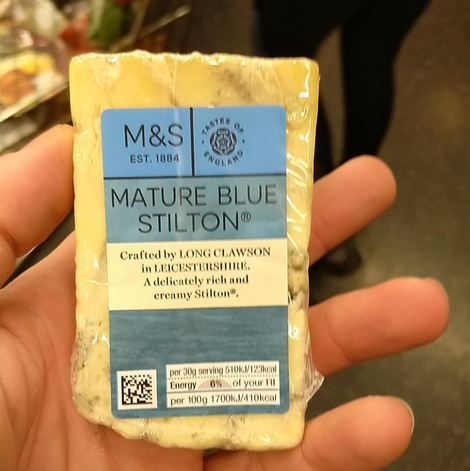 M&S
EST. 1884
TASTES OF
ENGLAND
MATURE BLUE
STILTON®
Crafted by LONG CLAWSON
in LEICESTERSHIRE.
A delicately rich and
creamy Stilton®.
per 30g serving 510kJ/123kcal
Energy 6% of your RI
per 100g 1700kJ/410kcal